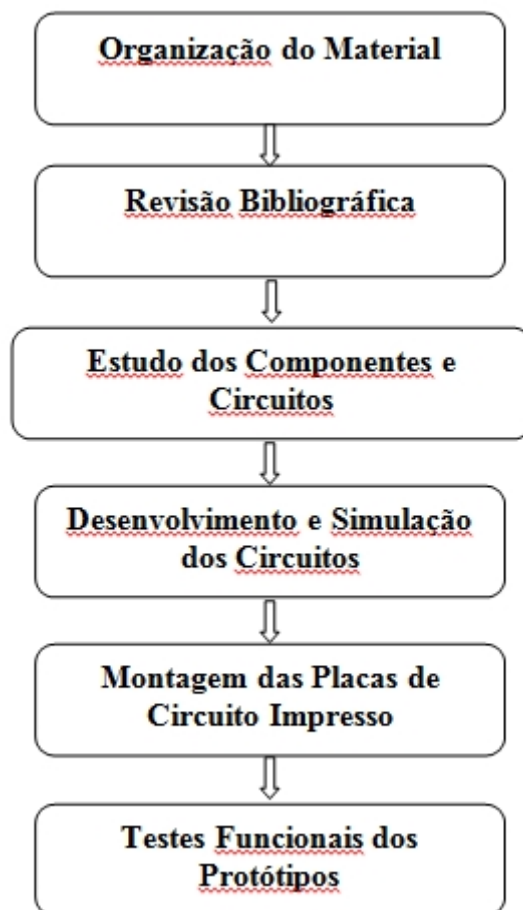 Organização do Material
Revisão Bibliográfica
Estudo dos Componentes e
Circuitos
Desenvolvimento e Simulação
dos Circuitos
Montagem das Placas de
Circuito Impresso
Testes Funcionais dos
Protótipos